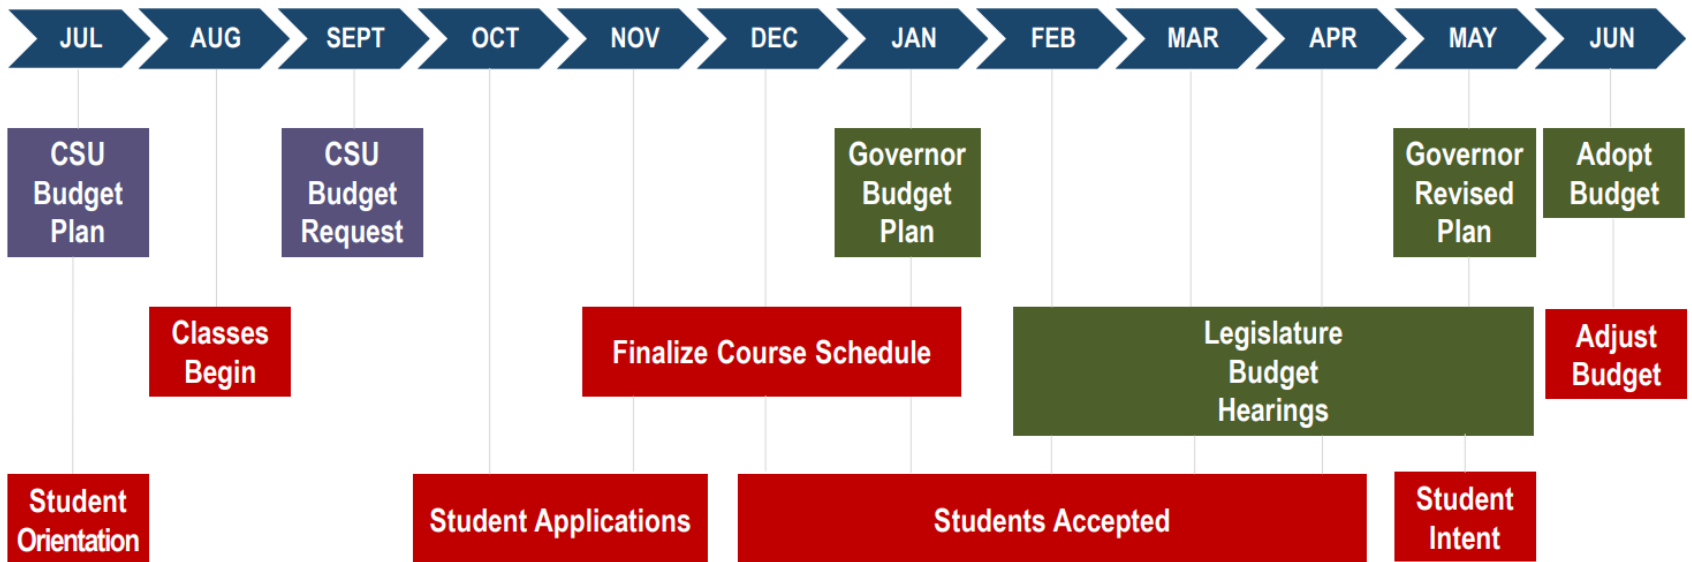 JUL
AUG
SEPT
OCT
NOV
DEC
JAN
FEB
MAR
APR
MAY
JUN
CSU
Budget
Plan
CSU
Budget
Request
Governor
Budget
Plan
Governor
Revised
Plan
Adopt
Budget
Classes
Begin
Finalize Course Schedule
Legislature
Budget
Hearings
Adjust
Budget
Student
Orientation
Student Applications
Students Accepted
Student
Intent